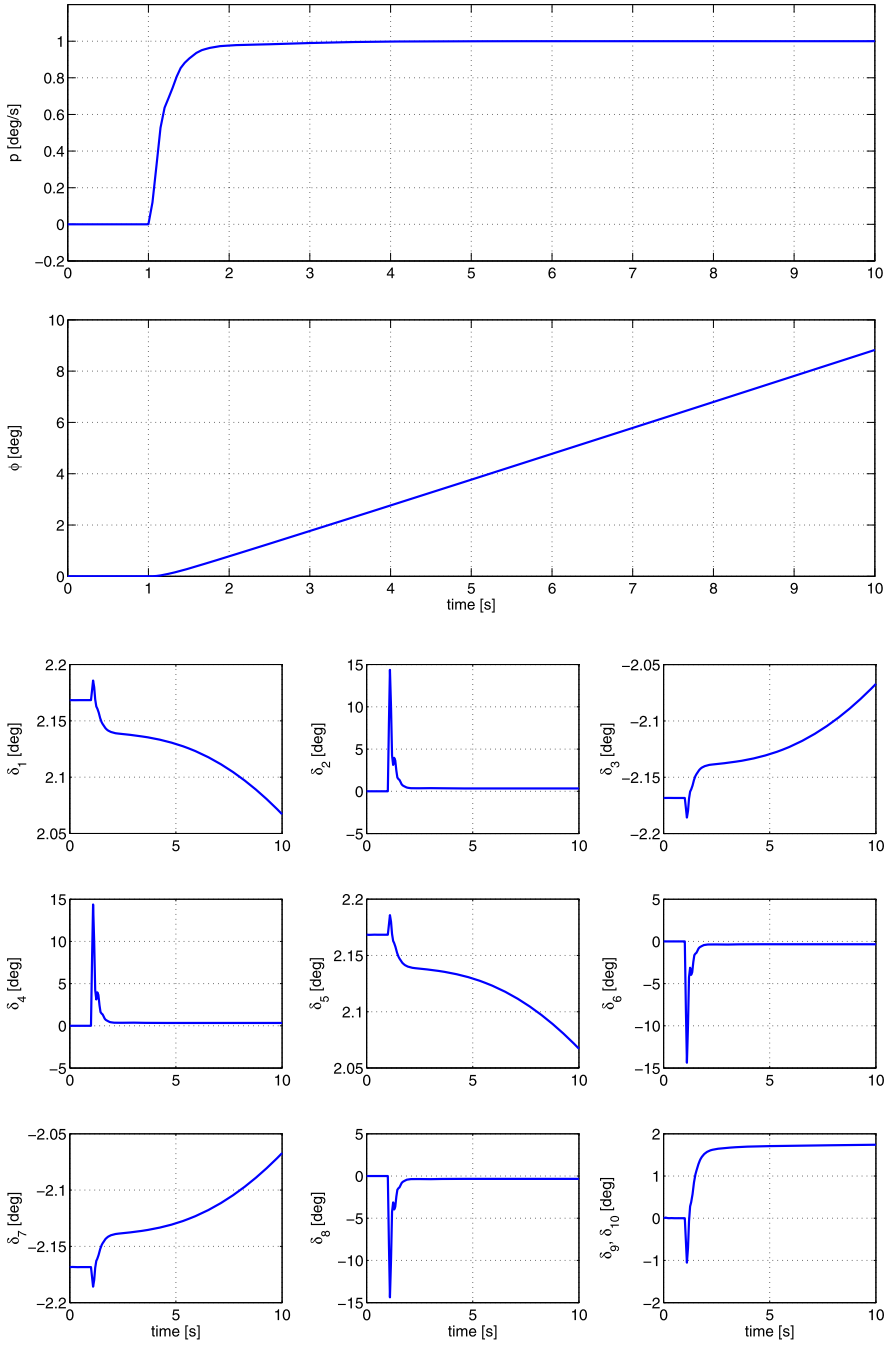 p [deg/s]
1
0.8
0.6
0.4
0.2
0
−0.2
0 1 2 3 4 5 6 7 8 9 10
ϕ [deg]
10
8
6
4
2
0
0 1 2 3 4 5 6 7 8 9 10
time [s]
δ1 [deg]
2.2
2.15
2.1
2.05
0 5 10
δ2 [deg]
15
10
5
0
−5
0 5 10
δ3 [deg]
−2.05
−2.1
−2.15
−2.2
0 5 10
δ4 [deg]
15
10
5
0
−5
0 5 10
δ5 [deg]
2.2
2.15
2.1
2.05
0 5 10
δ6 [deg]
5
0
−5
−10
−15
0 5 10
δ7 [deg]
−2.05
−2.1
−2.15
−2.2
0 5 10
time [s]
δ8 [deg]
5
0
−5
−10
−15
0 5 10
time [s]
δ9, δ10 [deg]
2
1
0
−1
−2
0 5 10
time [s]